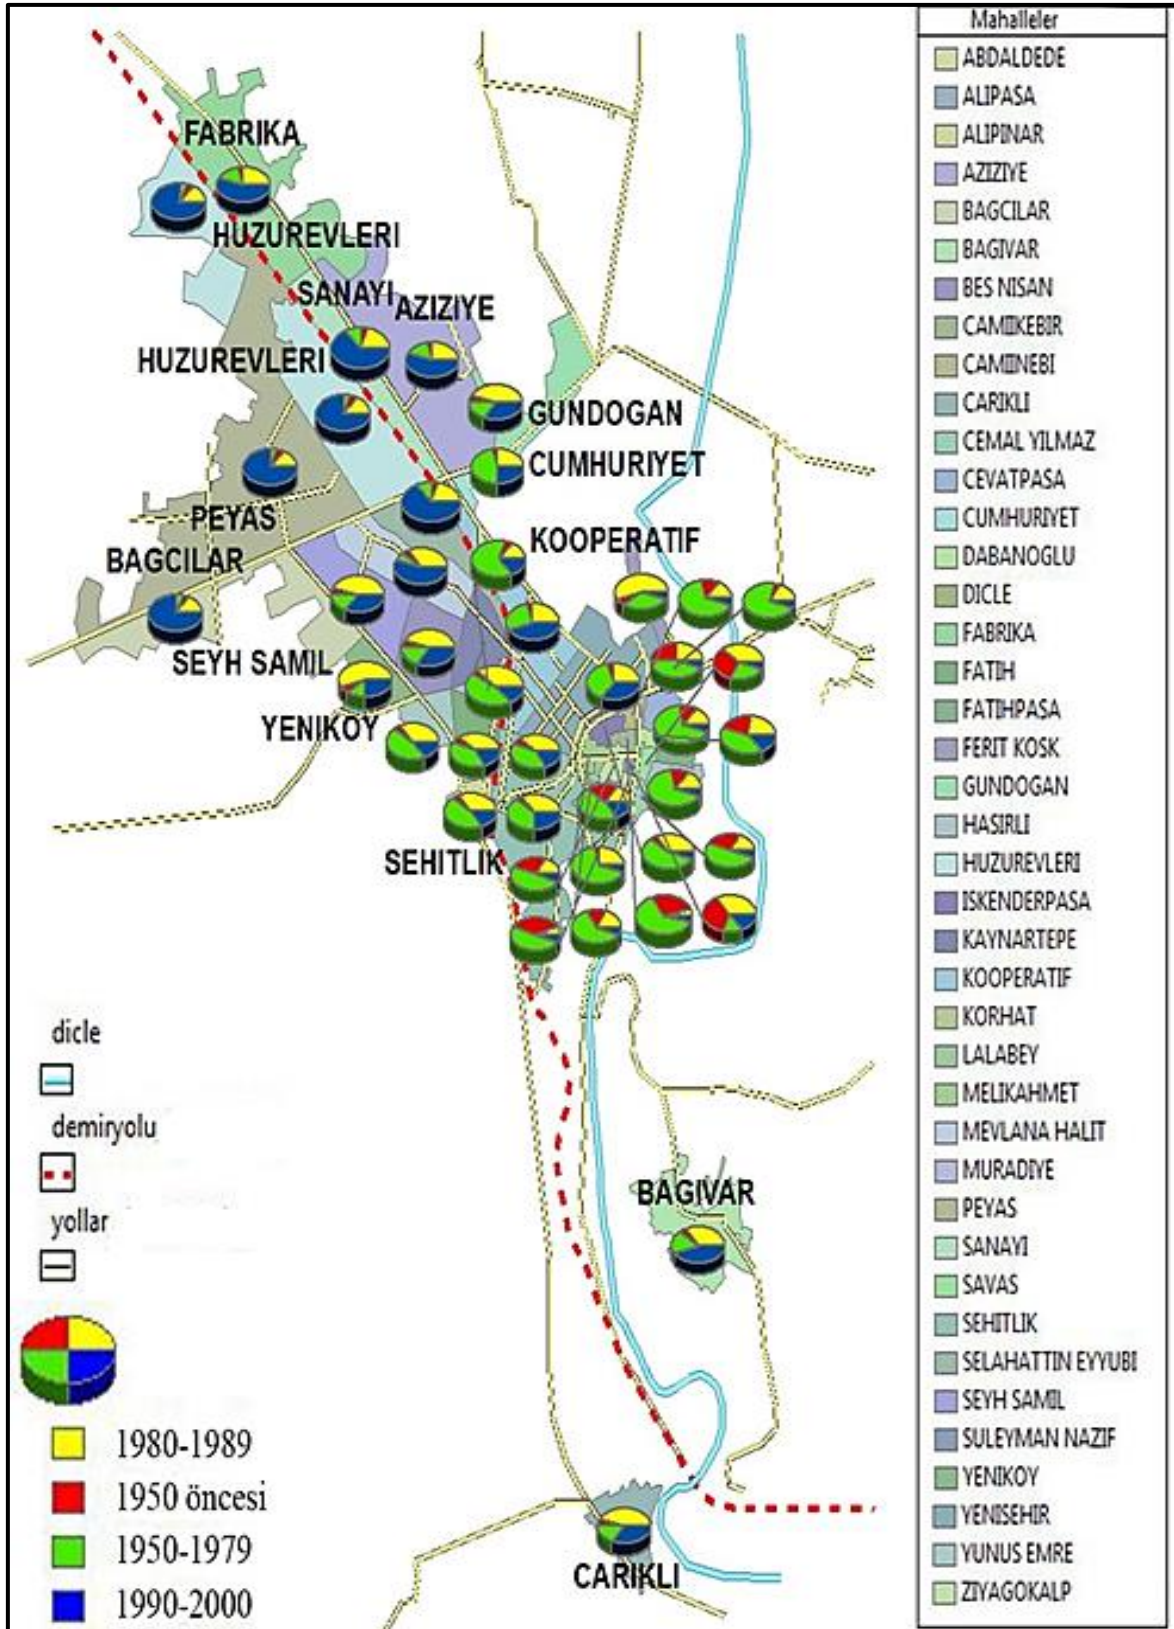 FABRIKA
HUZUREVLERI
SANAYI
AZIZIYE
HUZUREVLERI
GUNDOGAN
CUMHURIYET
PEYAS
KOOPERATIF
BAGCILAR
SEYH SAMIL
YENIKOY
SEHITLIK
BAGIVAR
CARIKLI
dicle
demiryolu
yollar
1980-1989
1950 öncesi
1950-1979
1990-2000
Mahalleler
ABDALDEDE
ALIPASA
ALIPINAR
AZIZIYE
BAGCILAR
BAGIVAR
BES NISAN
CAMIIKEBIR
CAMIINEBI
CARIKLI
CEMAL YILMAZ
CEVATPASA
CUMHURIYET
DABANOGLU
DICLE
FABRIKA
FATIH
FATIHPASA
FERIT KOSK
GUNDOGAN
HASIRLI
HUZUREVLERI
ISKENDERPASA
KAYNARTEPE
KOOPERATIF
KORHAT
LALABEY
MELIKAHMET
MEVLANA HALIT
MURADIYE
PEYAS
SANAYI
SAVAS
SEHITLIK
SELAHATTIN EYYUBI
SEYH SAMIL
SULEYMAN NAZIF
YENIKOY
YENISEHIR
YUNUS EMRE
ZIYAGOKALP